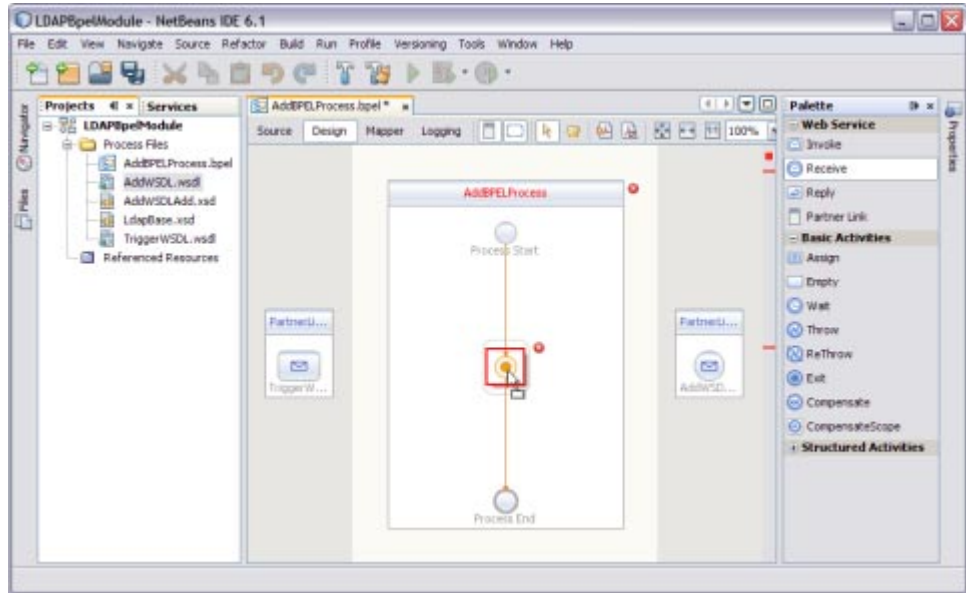 LDAPBpelModule - NetBeans IDE 6.1
File Edit View Navigate Source Refactor Build Run Profile Versioning Tools Window Help
Projects Services
LDAPBpelModule
Process Files
AddBPELProcess.bpel
AddWSDL.wsdl
AddWSDLAdd.xsd
LdapBase.xsd
TriggerWSDL.wsdl
Referenced Resources
Navigator
Files
AddBPELProcess.bpel *
Source Design Mapper Logging 100%
AddBPELProcess
Process Start
PartnerLi...
TriggerW...
PartnerLi...
AddWSD...
Process End
Palette
Web Service
Invoke
Receive
Reply
Partner Link
Basic Activities
Assign
Empty
Wait
Throw
ReThrow
Exit
Compensate
CompensateScope
Structured Activities
Properties